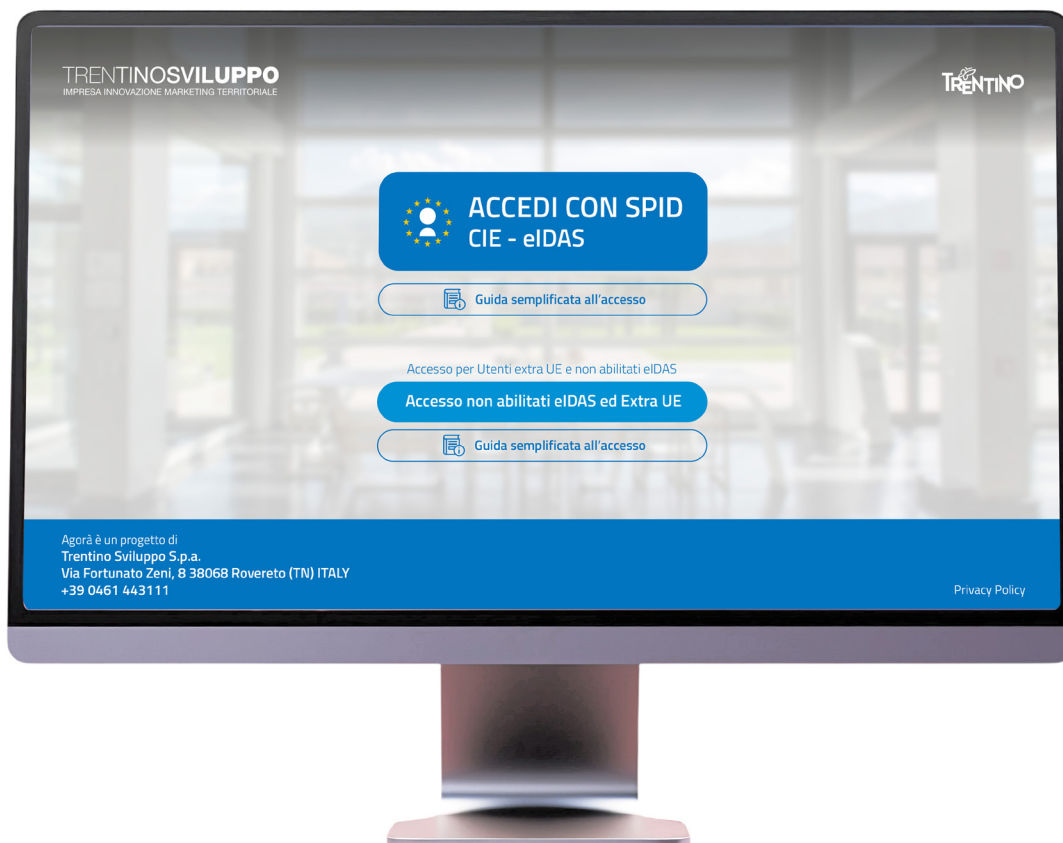 TRENTINOSVILUPPO
IMPRESA INNOVAZIONE MARKETING TERRITORIALE
TRENTINO
ACCEDI CON SPID
CIE - eIDAS
Guida semplificata all'accesso
Accesso per Utenti extra UE e non abilitati eIDAS
Accesso non abilitati eIDAS ed Extra UE
Guida semplificata all'accesso
Agorà è un progetto di
Trentino Sviluppo S.p.a.
Via Fortunato Zeni, 8 38068 Rovereto (TN) ITALY
+39 0461 443111
Privacy Policy